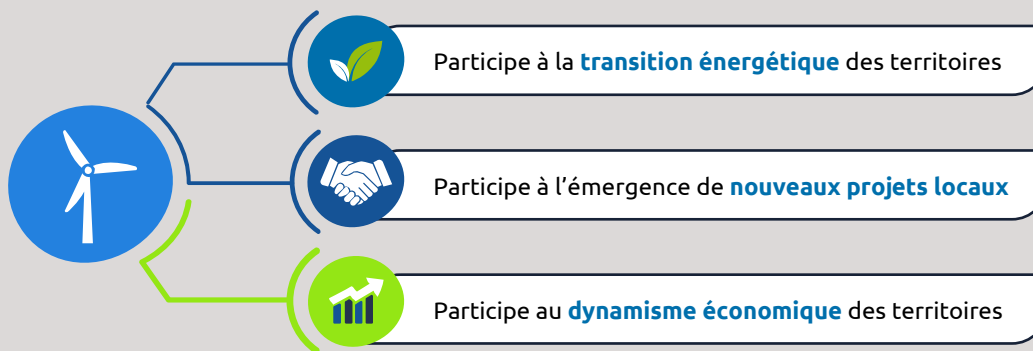 Participe à la transition énergétique des territoires
Participe à l’émergence de nouveaux projets locaux
Participe au dynamisme économique des territoires